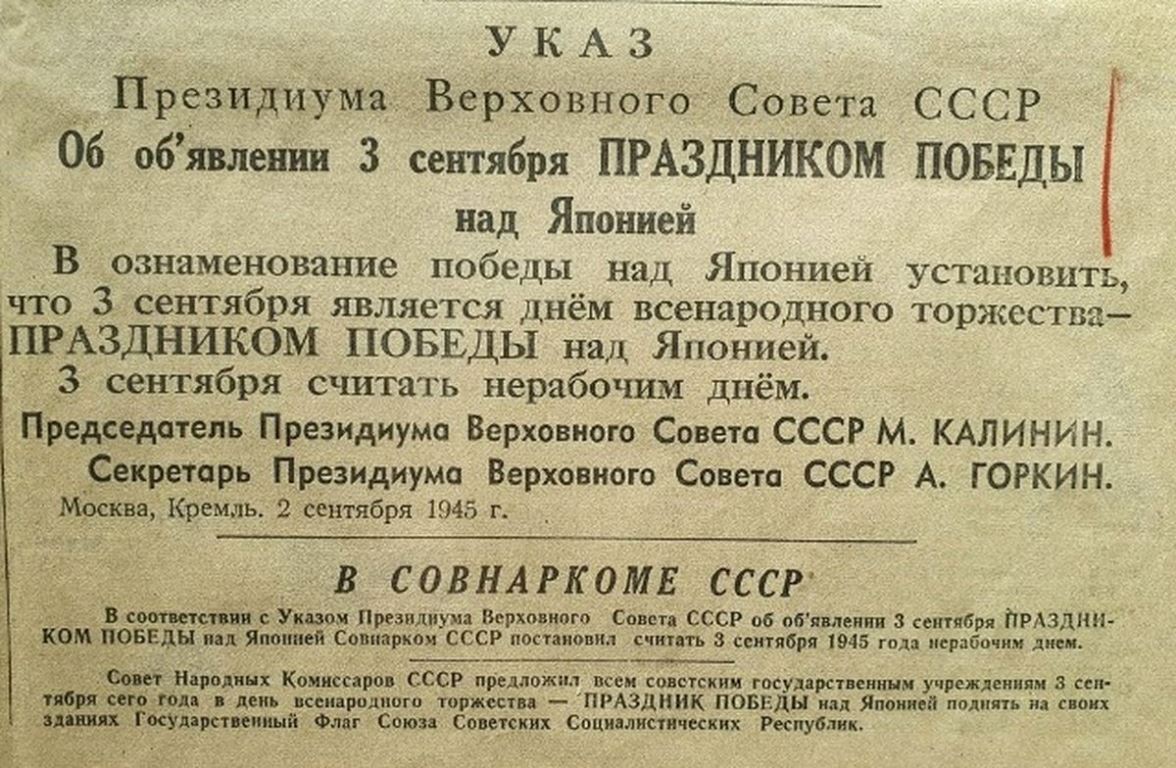 УКАЗ
Президиума Верховного Совета СССР
Об об'явлении 3 сентября ПРАЗДНИКОМ ПОБЕДЫ
над Японией
В ознаменование победы над Японией установить,
что 3 сентября является днём всенародного торжества—
ПРАЗДНИКОМ ПОБЕДЫ над Японией.
3 сентября считать нерабочим днём.
Председатель Президиума Верховного Совета СССР М. КАЛИНИН.
Секретарь Президиума Верховного Совета СССР А. ГОРКИН.
Москва, Кремль. 2 сентября 1945 г.
В СОВНАРКОМЕ СССР
В соответствии с Указом Президиума Верховного Совета СССР об об'явлении 3 сентября ПРАЗДНИ-
КОМ ПОБЕДЫ над Японией Совнарком СССР постановил считать 3 сентября 1945 года нерабочим днем.
Совет Народных Комиссаров СССР предложил всем советским государственным учреждениям 3 сен-
тября сего года в день всенародного торжества — ПРАЗДНИК ПОБЕДЫ над Японией поднять на своих
зданиях Государственный Флаг Союза Советских Социалистических Республик.